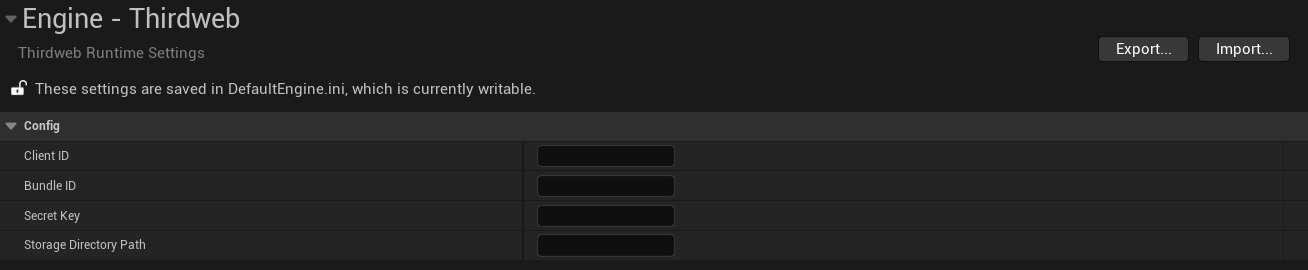 Engine - Thirdweb
Thirdweb Runtime Settings
Export...
Import...
These settings are saved in DefaultEngine.ini, which is currently writable.
Config
Client ID
Bundle ID
Secret Key
Storage Directory Path